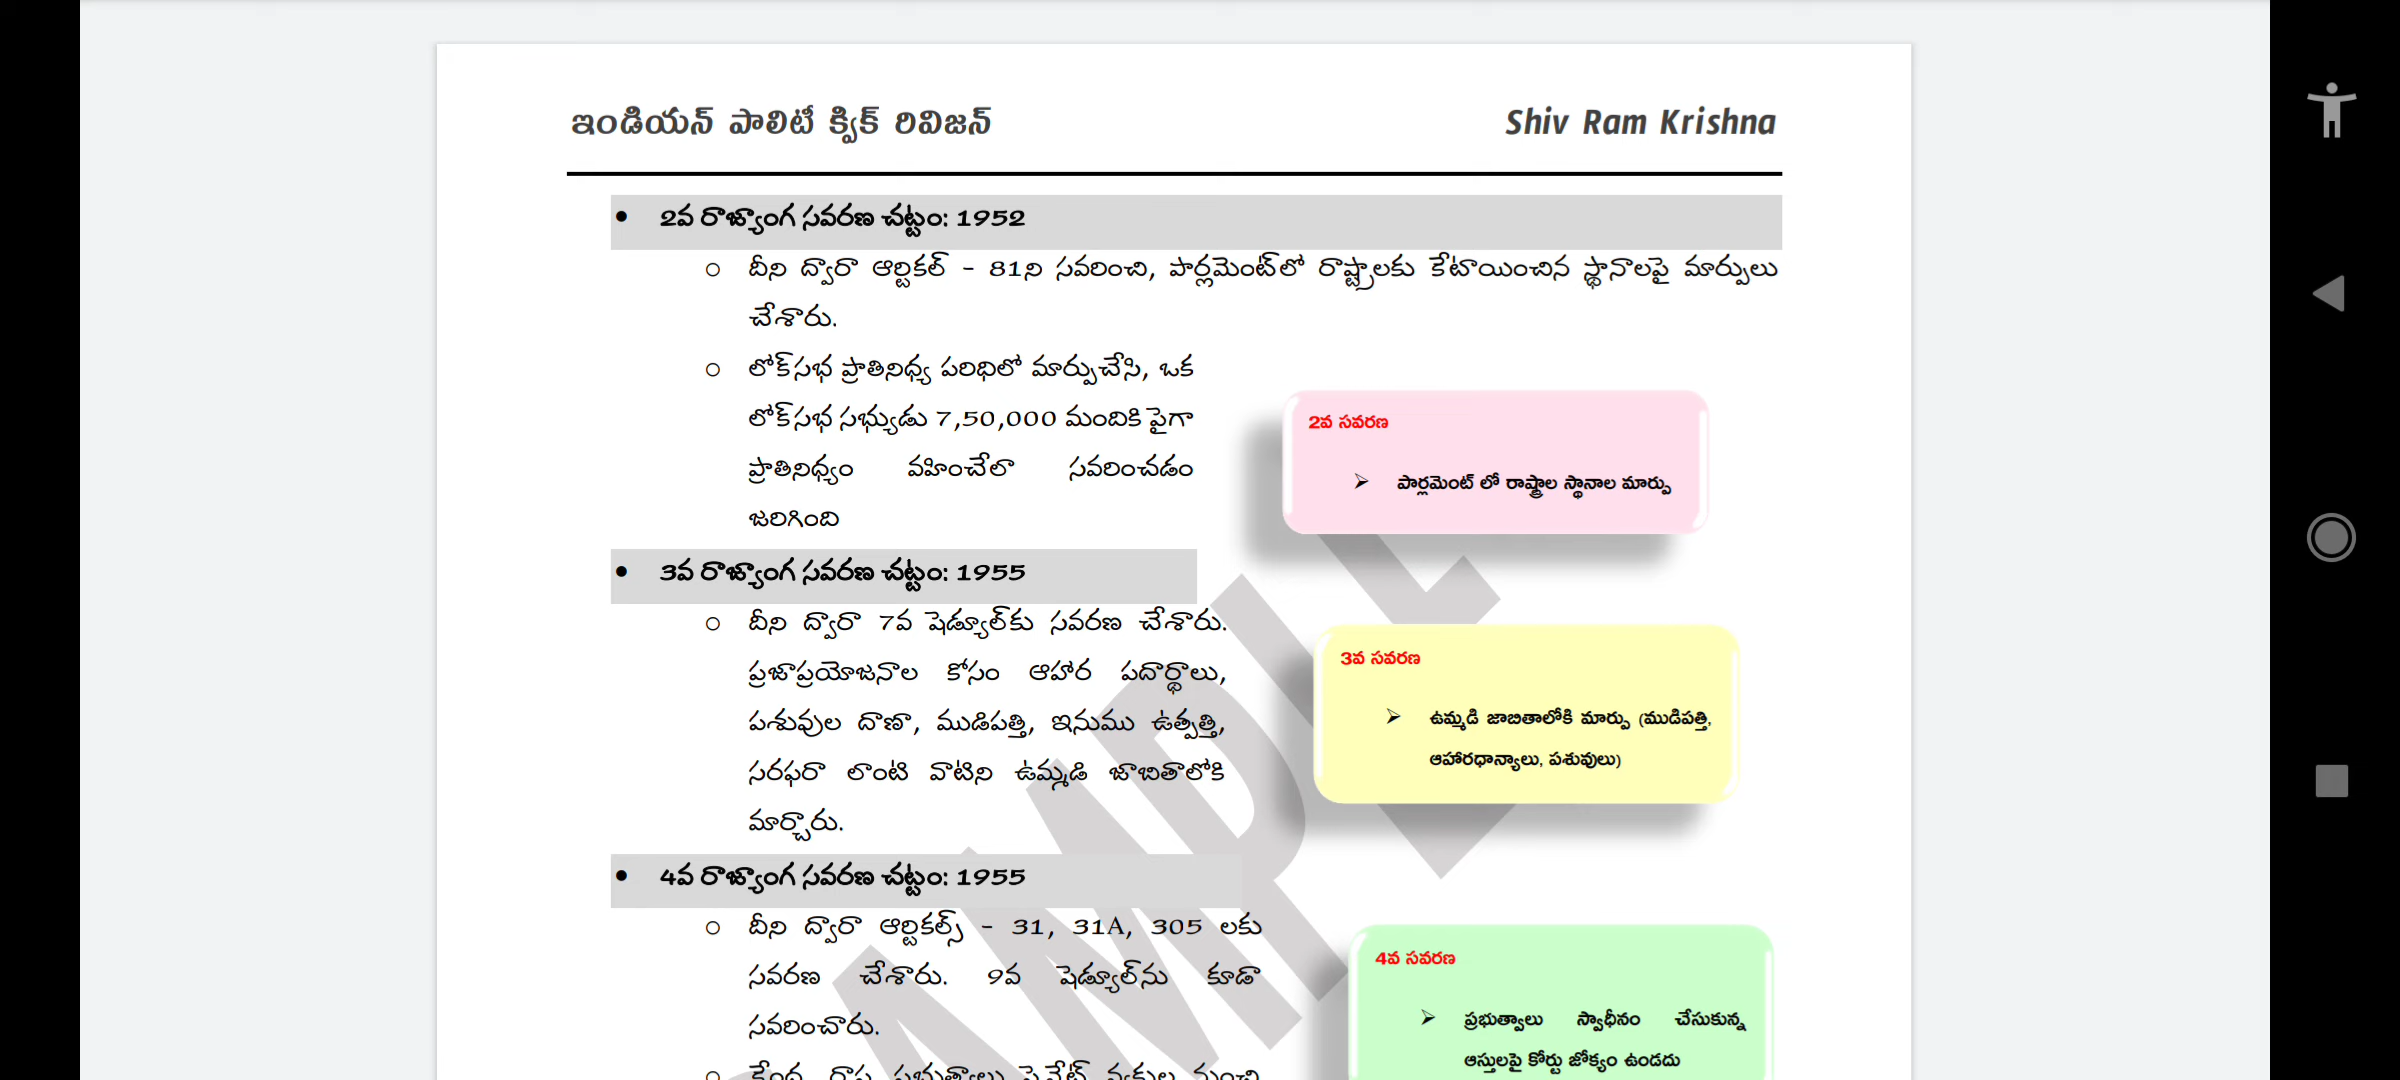 ఇండియన్ పాలిటీ క్విక్ రివిజన్ Shiv Ram Krishna
• 2వ రాజ్యాంగ సవరణ చట్టం: 1952
○ దీని ద్వారా ఆర్టికల్ - 81ని సవరించి, పార్లమెంట్‌లో రాష్ట్రాలకు కేటాయించిన స్థానాలపై మార్పులు
చేశారు.
○ లోక్‌సభ ప్రాతినిధ్య పరిధిలో మార్పుచేసి, ఒక
లోక్‌సభ సభ్యుడు 7,50,000 మందికి పైగా
ప్రాతినిధ్యం వహించేలా సవరించడం
జరిగింది
2వ సవరణ
➢ పార్లమెంట్ లో రాష్ట్రాల స్థానాల మార్పు
• 3వ రాజ్యాంగ సవరణ చట్టం: 1955
○ దీని ద్వారా 7వ షెడ్యూల్‌కు సవరణ చేశారు.
ప్రజాప్రయోజనాల కోసం ఆహార పదార్థాలు,
పశువుల దాణా, ముడిపత్తి, ఇనుము ఉత్పత్తి,
సరఫరా లాంటి వాటిని ఉమ్మడి జాబితాలోకి
మార్చారు.
3వ సవరణ
➢ ఉమ్మడి జాబితాలోకి మార్పు (ముడిపత్తి,
ఆహారధాన్యాలు, పశువులు)
• 4వ రాజ్యాంగ సవరణ చట్టం: 1955
○ దీని ద్వారా ఆర్టికల్స్ - 31, 31A, 305 లకు
సవరణ చేశారు. 9వ షెడ్యూల్‌ను కూడా
సవరించారు.
4వ సవరణ
➢ ప్రభుత్వాలు స్వాధీనం చేసుకున్న
ఆస్తులపై కోర్టు జోక్యం ఉండదు